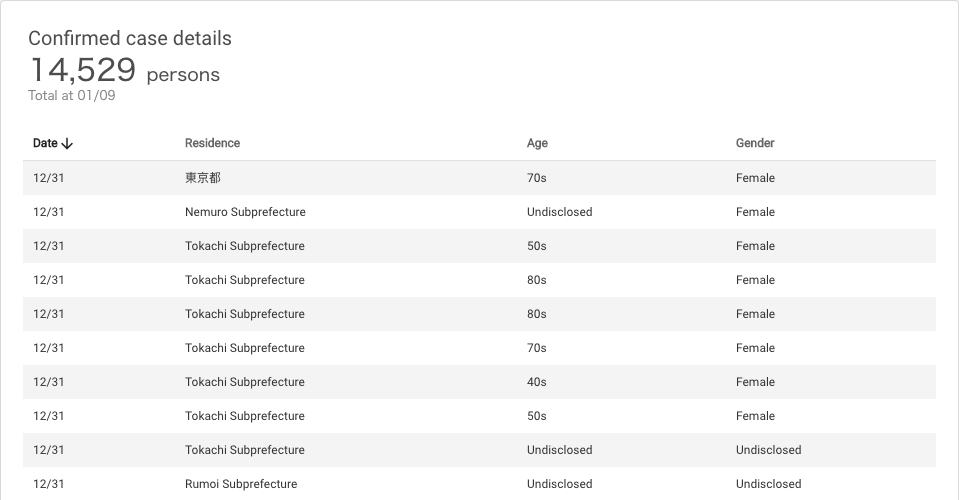 Confirmed case details
14,529 persons
Total at 01/09
Date Residence Age Gender
12/31 東京都 70s Female
12/31 Nemuro Subprefecture Undisclosed Female
12/31 Tokachi Subprefecture 50s Female
12/31 Tokachi Subprefecture 80s Female
12/31 Tokachi Subprefecture 80s Female
12/31 Tokachi Subprefecture 70s Female
12/31 Tokachi Subprefecture 40s Female
12/31 Tokachi Subprefecture 50s Female
12/31 Tokachi Subprefecture Undisclosed Undisclosed
12/31 Rumoi Subprefecture Undisclosed Undisclosed